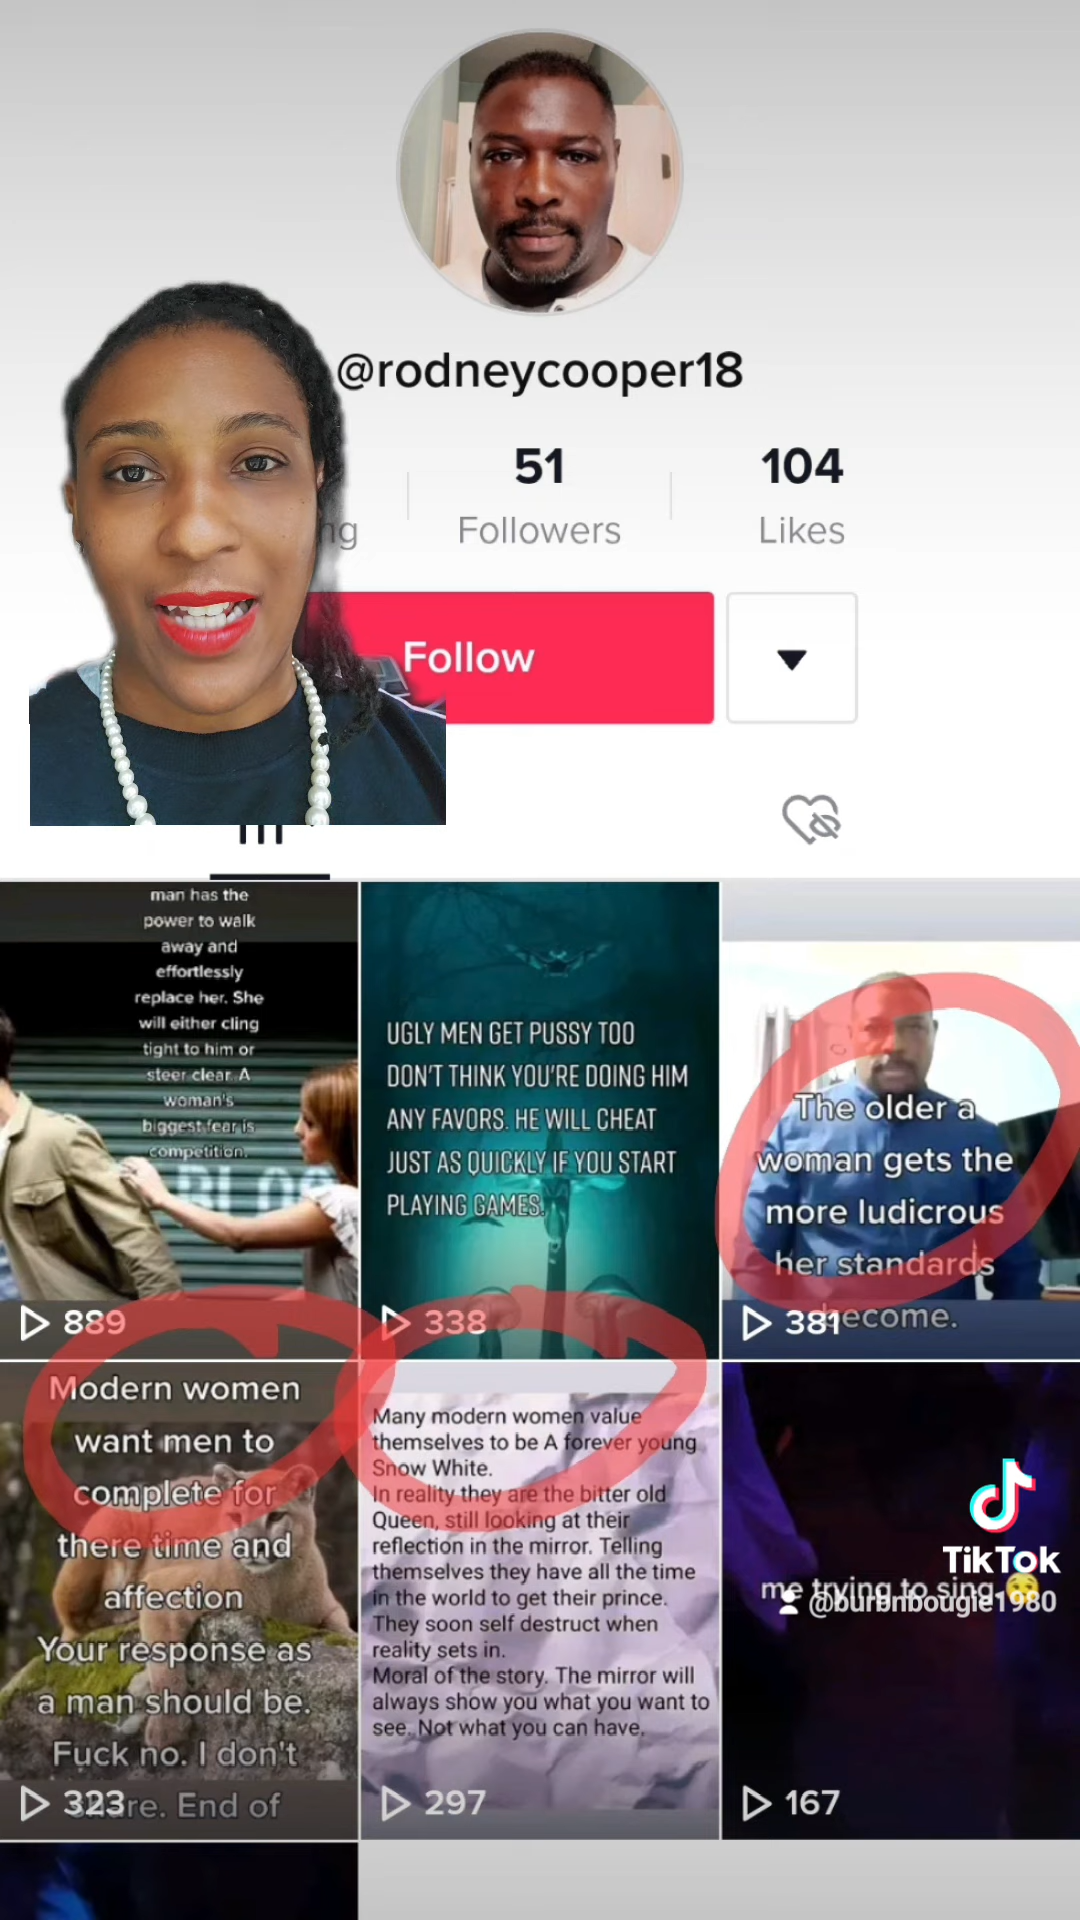 @rodneycooper18
51
104
ng
Followers
Likes
Follow
man has the
power to walk
away and
effortlessly
replace her. She
will either cling
tight to him or
steer clear. A
woman's
biggest fear is
competition.
889
UGLY MEN GET PUSSY TOO
DON'T THINK YOU'RE DOING HIM
ANY FAVORS. HE WILL CHEAT
JUST AS QUICKLY IF YOU START
PLAYING GAMES.
338
The older a
woman gets the
more ludicrous
her standards
become.
381
Modern women
want men to
complete for
there time and
affection
Your response as
a man should be.
Fuck no. I don't
share. End of
323
Many modern women value
themselves to be A forever young
Snow White.
In reality they are the bitter old
Queen, still looking at their
reflection in the mirror. Telling
themselves they have all the time
in the world to get their prince.
They soon self destruct when
reality sets in.
Moral of the story. The mirror will
always show you what you want to
see. Not what you can have.
297
me trying to sing
167
TikTok
@burbnbougie1980